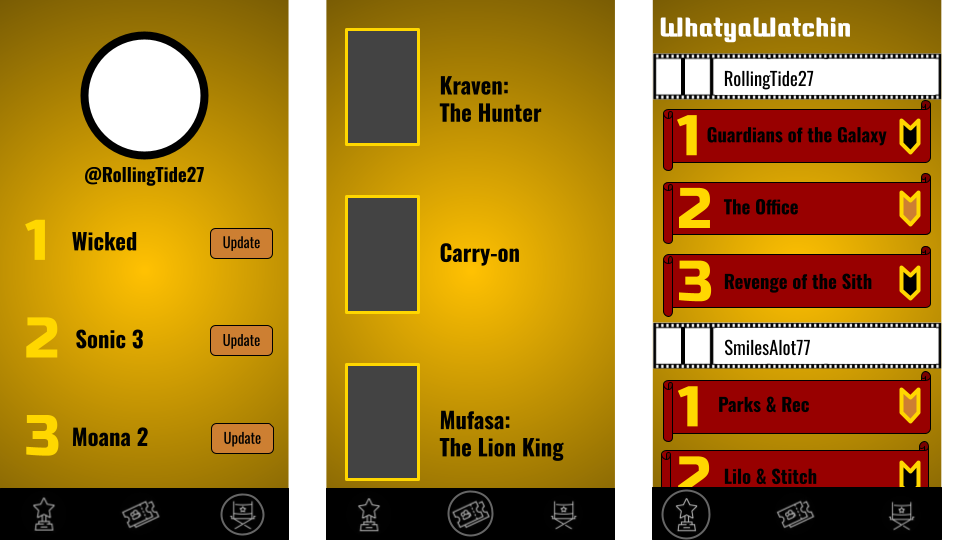 @RollingTide27
1 Wicked Update
2 Sonic 3 Update
3 Moana 2 Update
Kraven:
The Hunter
Carry-on
Mufasa:
The Lion King
WhatyaWatchin
RollingTide27
1 Guardians of the Galaxy
2 The Office
3 Revenge of the Sith
SmilesAlot77
1 Parks & Rec
2 Lilo & Stitch